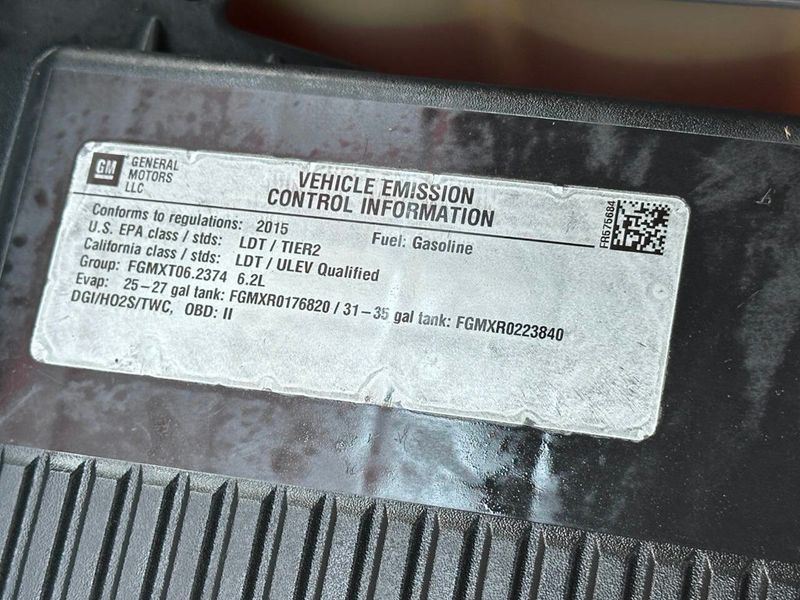 GM
GENERAL
MOTORS
LLC
VEHICLE EMISSION
CONTROL INFORMATION
Conforms to regulations: 2015 Fuel: Gasoline
U.S. EPA class / stds: LDT / TIER2
California class / stds: LDT / ULEV Qualified
Group: FGMXT06.2374 6.2L
Evap: 25–27 gal tank: FGMXR0176820 / 31–35 gal tank: FGMXR0223840
DGI/HO2S/TWC, OBD: II
FR575684